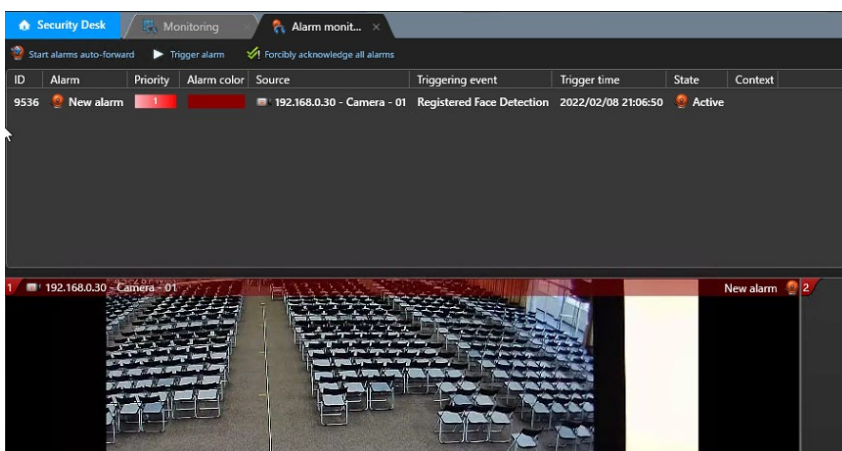 Security Desk Monitoring Alarm monit...
Start alarms auto-forward Trigger alarm Forcibly acknowledge all alarms
ID Alarm Priority Alarm color Source Triggering event Trigger time State Context
9536 New alarm 1 192.168.0.30 - Camera - 01 Registered Face Detection 2022/02/08 21:06:50 Active
1 192.168.0.30 - Camera - 01 New alarm 2